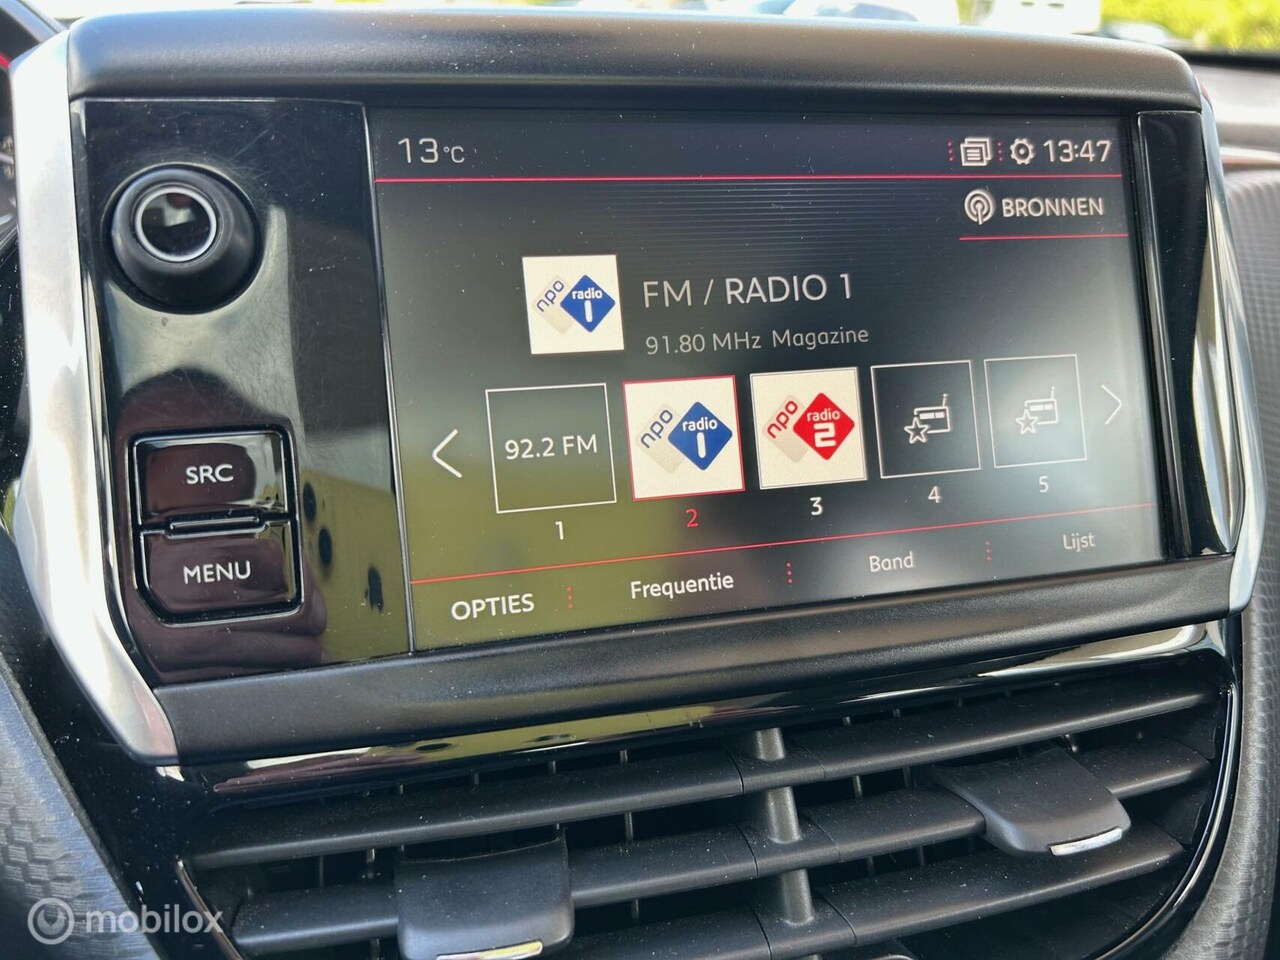 13°C
13:47
BRONNEN
npo radio 1
FM / RADIO 1
91.80 MHz Magazine
92.2 FM
npo radio 1
npo radio 2
1
2
3
4
5
SRC
MENU
OPTIES
Frequentie
Band
Lijst
mobilox